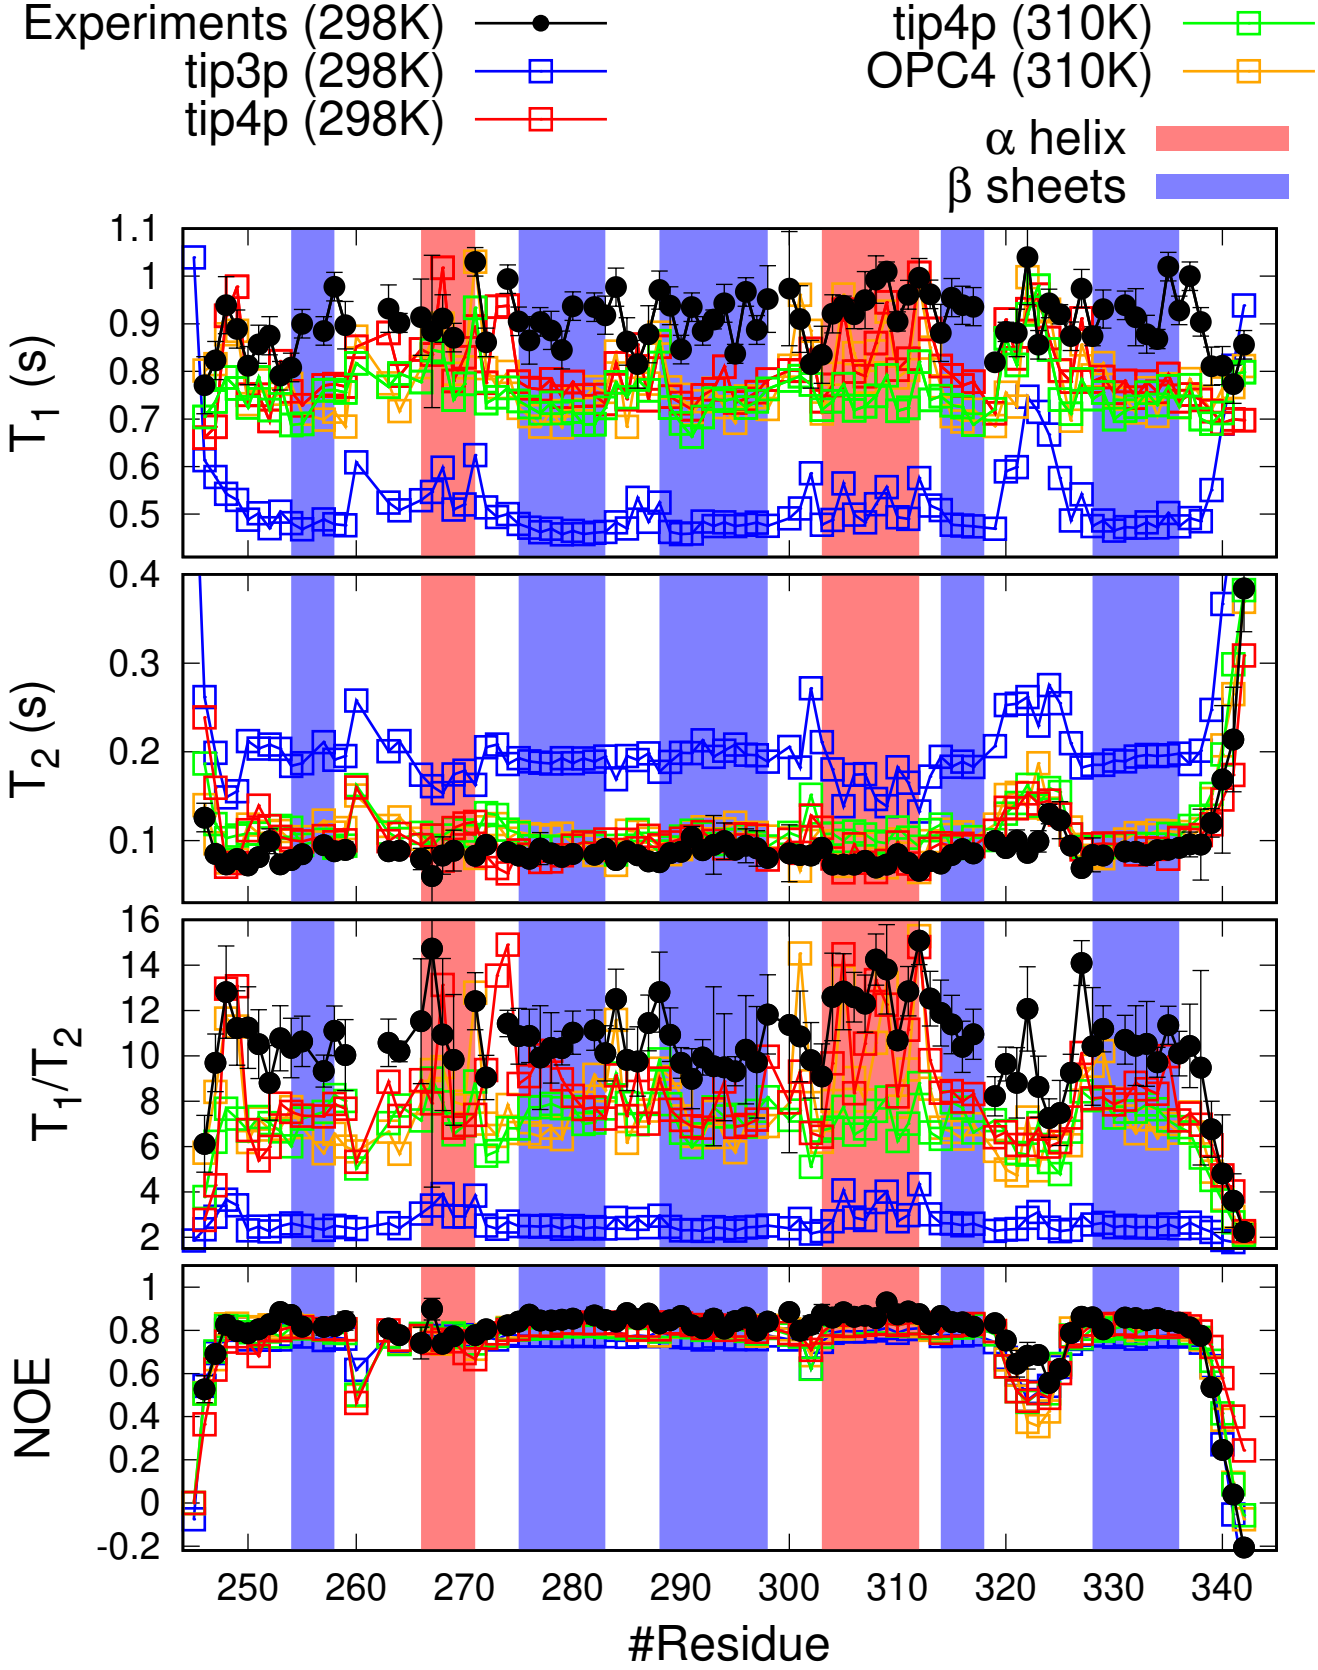 Experiments (298K)
tip3p (298K)
tip4p (298K)
tip4p (310K)
OPC4 (310K)
α helix
β sheets
T1 (s)
1.1
1
0.9
0.8
0.7
0.6
0.5
T2 (s)
0.4
0.3
0.2
0.1
T1/T2
16
14
12
10
8
6
4
2
NOE
1
0.8
0.6
0.4
0.2
0
-0.2
250 260 270 280 290 300 310 320 330 340
#Residue